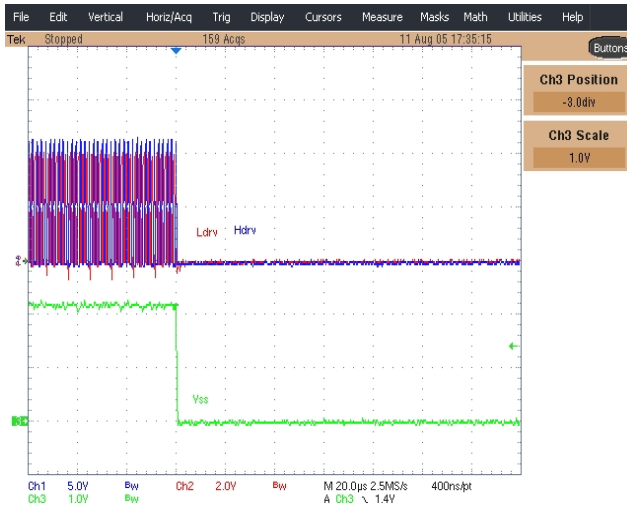 File Edit Vertical Horiz/Acq Trig Display Cursors Measure Masks Math Utilities Help
Tek Stopped 159 Acqs 11 Aug 05 17:35:15
Buttons
Ch3 Position
-3.0div
Ch3 Scale
1.0V
Ldrv Hdrv
Vss
Ch1 5.0V Bw Ch2 2.0V Bw M 20.0µs 2.5MS/s 400ns/pt
Ch3 1.0V Bw A Ch3 \ 1.4V